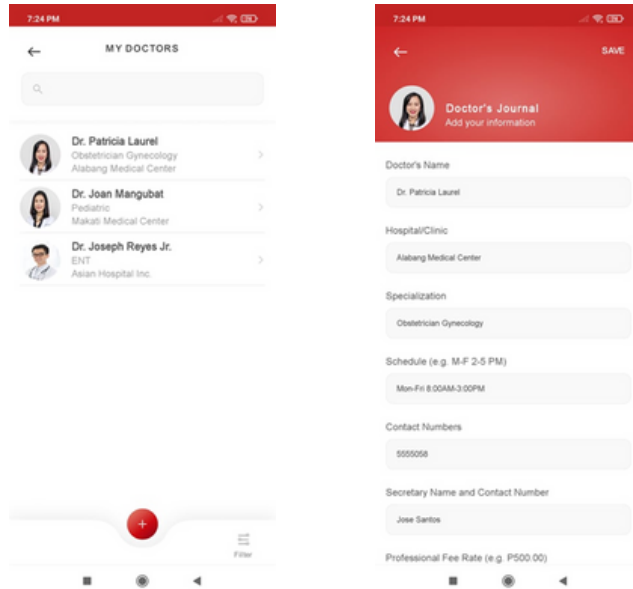 7:24 PM
MY DOCTORS
Dr. Patricia Laurel
Obstetrician Gynecology
Alabang Medical Center
Dr. Joan Mangubat
Pediatric
Makati Medical Center
Dr. Joseph Reyes Jr.
ENT
Asian Hospital Inc.
Filter
7:24 PM
SAVE
Doctor's Journal
Add your information
Doctor's Name
Dr. Patricia Laurel
Hospital/Clinic
Alabang Medical Center
Specialization
Obstetrician Gynecology
Schedule (e.g. M-F 2-5 PM)
Mon-Fri 8:00AM-3:00PM
Contact Numbers
5555058
Secretary Name and Contact Number
Jose Santos
Professional Fee Rate (e.g. P500.00)